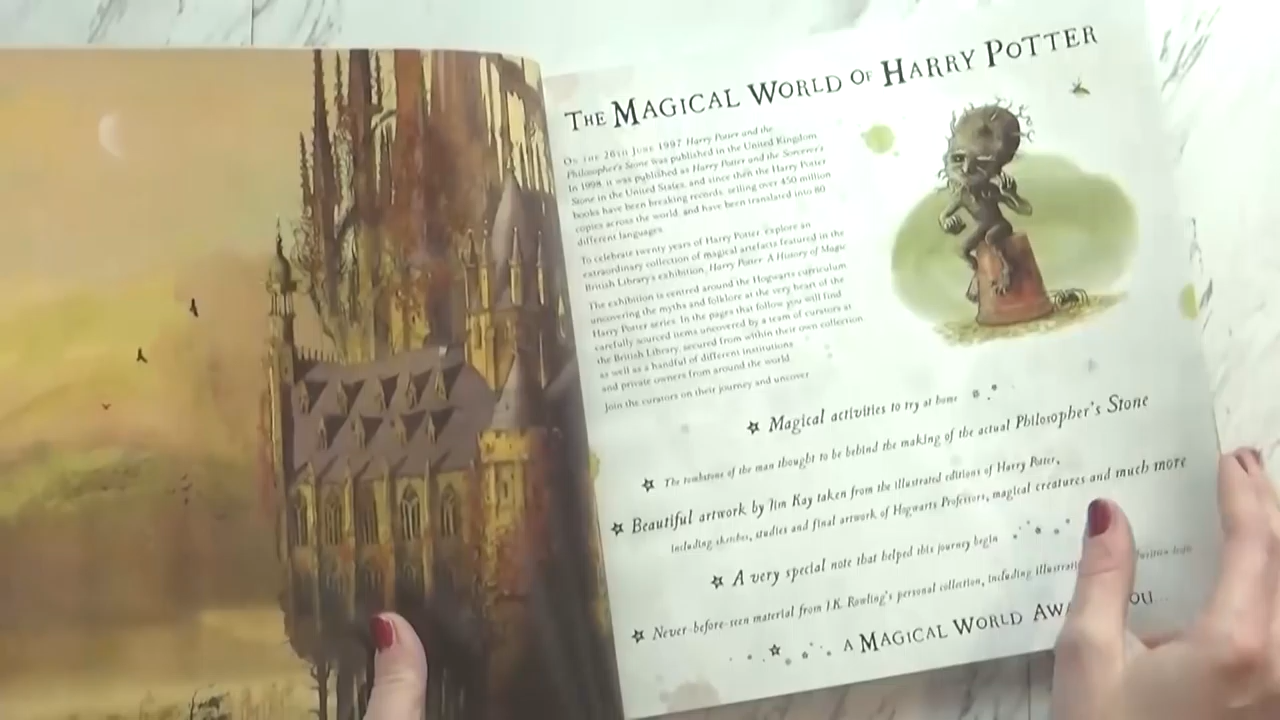 THE MAGICAL WORLD OF HARRY POTTER
ON THE 26TH JUNE 1997 Harry Potter and the
Philosopher's Stone was published in the United Kingdom.
In 1998, it was published as Harry Potter and the Sorcerer's
Stone in the United States, and since then the Harry Potter
books have been breaking records, selling over 450 million
copies across the world, and have been translated into 80
different languages.
To celebrate twenty years of Harry Potter, explore an
extraordinary collection of magical artefacts featured in the
British Library's exhibition, Harry Potter: A History of Magic.
The exhibition is centred around the Hogwarts curriculum
uncovering the myths and folklore at the very heart of the
Harry Potter series. In the pages that follow you will find
carefully sourced items uncovered by a team of curators at
the British Library, secured from within their own collection
as well as a handful of different institutions
and private owners from around the world.
Join the curators on their journey and uncover
Magical activities to try at home
The tombstone of the man thought to be behind the making of the actual Philosopher's Stone
Beautiful artwork by Jim Kay taken from the illustrated editions of Harry Potter,
including sketches, studies and final artwork of Hogwarts Professors, magical creatures and much more
A very special note that helped this journey begin
Never-before-seen material from J.K. Rowling's personal collection, including
A MAGICAL WORLD